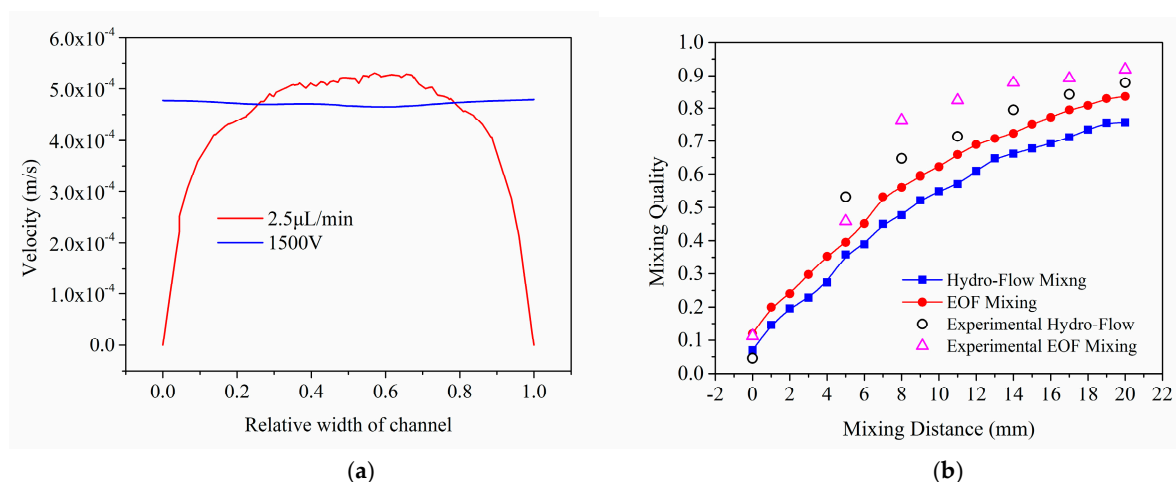 6.0x10-4
5.0x10-4
4.0x10-4
3.0x10-4
2.0x10-4
1.0x10-4
0.0
Velocity (m/s)
2.5μL/min
1500V
0.0 0.2 0.4 0.6 0.8 1.0
Relative width of channel
(a)
1.0
0.9
0.8
0.7
0.6
0.5
0.4
0.3
0.2
0.1
0.0
Mixing Quality
Hydro-Flow Mixng
EOF Mixing
Experimental Hydro-Flow
Experimental EOF Mixing
-2 0 2 4 6 8 10 12 14 16 18 20 22
Mixing Distance (mm)
(b)